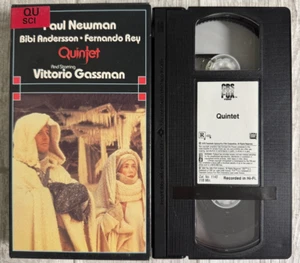 QU
SCI
Paul Newman
Bibi Andersson • Fernando Rey
Quintet
And Starring
Vittorio Gassman
CBS
FOX
Quintet
Recorded in Hi-Fi